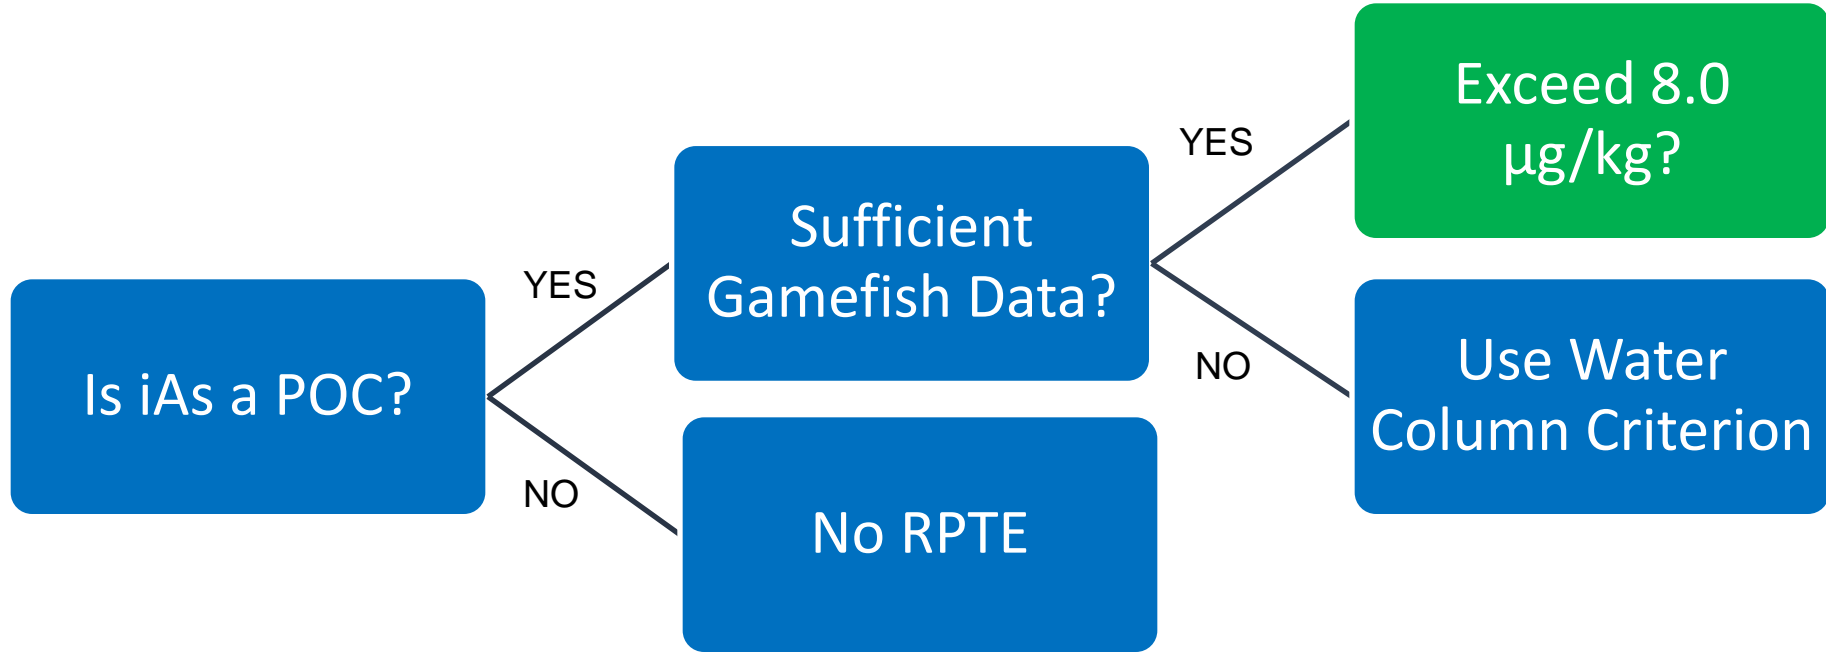 Is iAs a POC?
YES
NO
Sufficient
Gamefish Data?
No RPTE
YES
NO
Exceed 8.0
µg/kg?
Use Water
Column Criterion